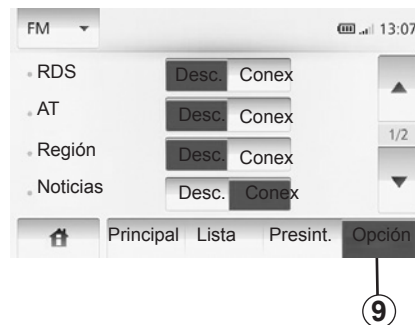 FM 13:07
RDS Desc. Conex
AT Desc. Conex
1/2
Región Desc. Conex
Noticias Desc. Conex
Principal Lista Presint. Opción
9